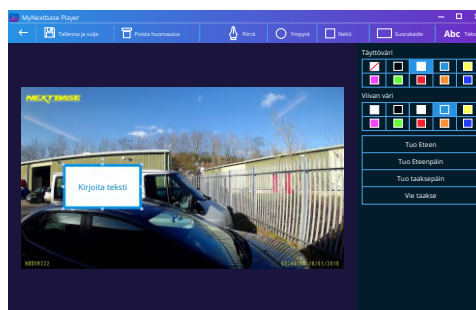 MyNextbase Player
Tallenna ja sulje
Poista huomautus
Piirrä
Ympyrä
Neliö
Suorakaide
Abc Teks
Täyttöväri
NEXTBASE
Viivan väri
Tuo Eteen
Tuo Eteenpäin
Tuo taaksepäin
Vie taakse
Kirjoita teksti